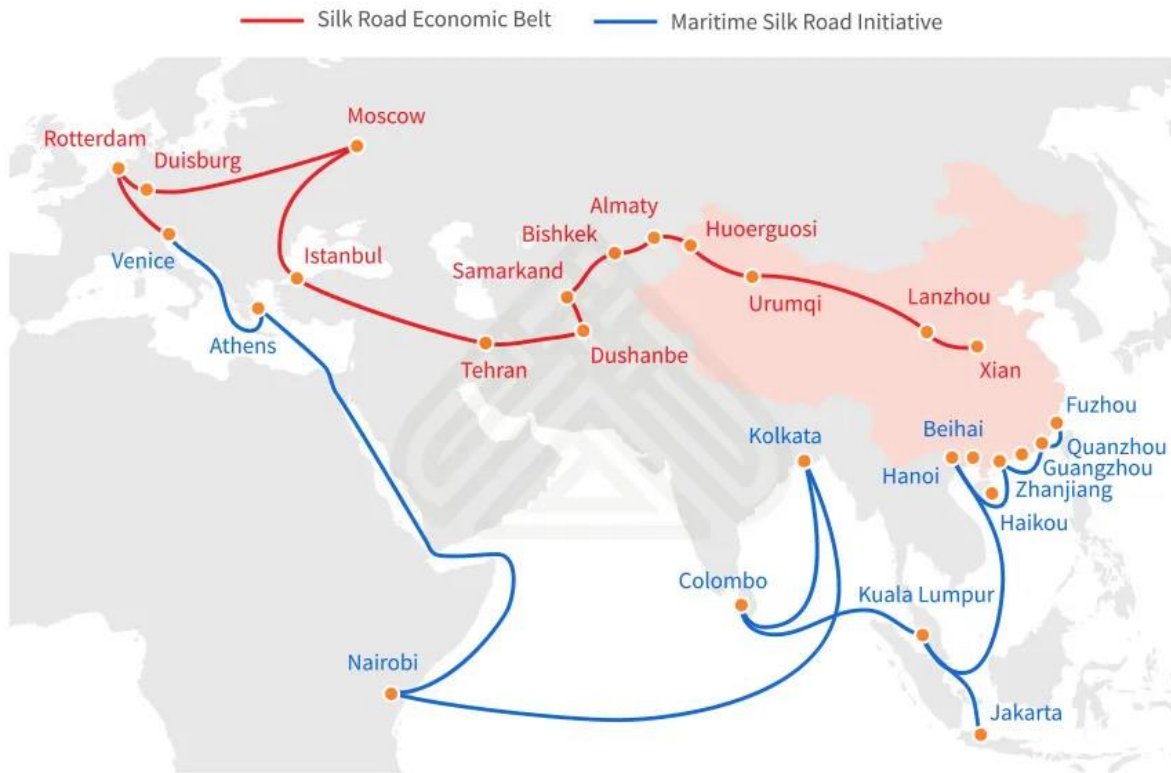 Silk Road Economic Belt
Maritime Silk Road Initiative
Moscow
Rotterdam
Duisburg
Almaty
Huoerguosi
Bishkek
Venice
Istanbul
Samarkand
Urumqi
Lanzhou
Athens
Tehran
Dushanbe
Xian
Fuzhou
Kolkata
Beihai
Quanzhou
Hanoi
Guangzhou
Zhanjiang
Haikou
Colombo
Kuala Lumpur
Nairobi
Jakarta